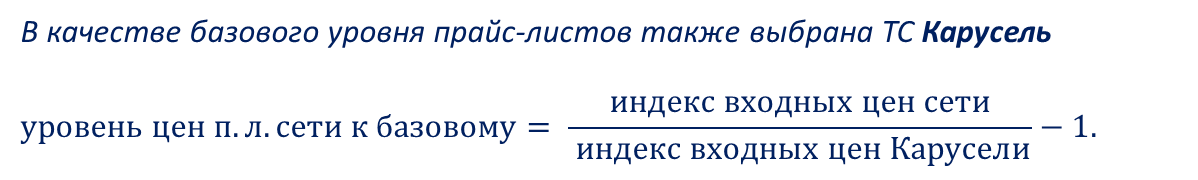 В качестве базового уровня прайс-листов также выбрана ТС Карусель
уровень цен п. л. сети к базовому = индекс входных цен сети / индекс входных цен Карусели − 1.